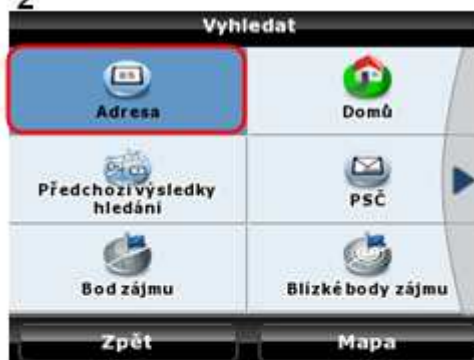 2
Vyhledat
Adresa
Domů
Předchozí výsledky
hledání
PSČ
Bod zájmu
Blízké body zájmu
Zpět
Mapa